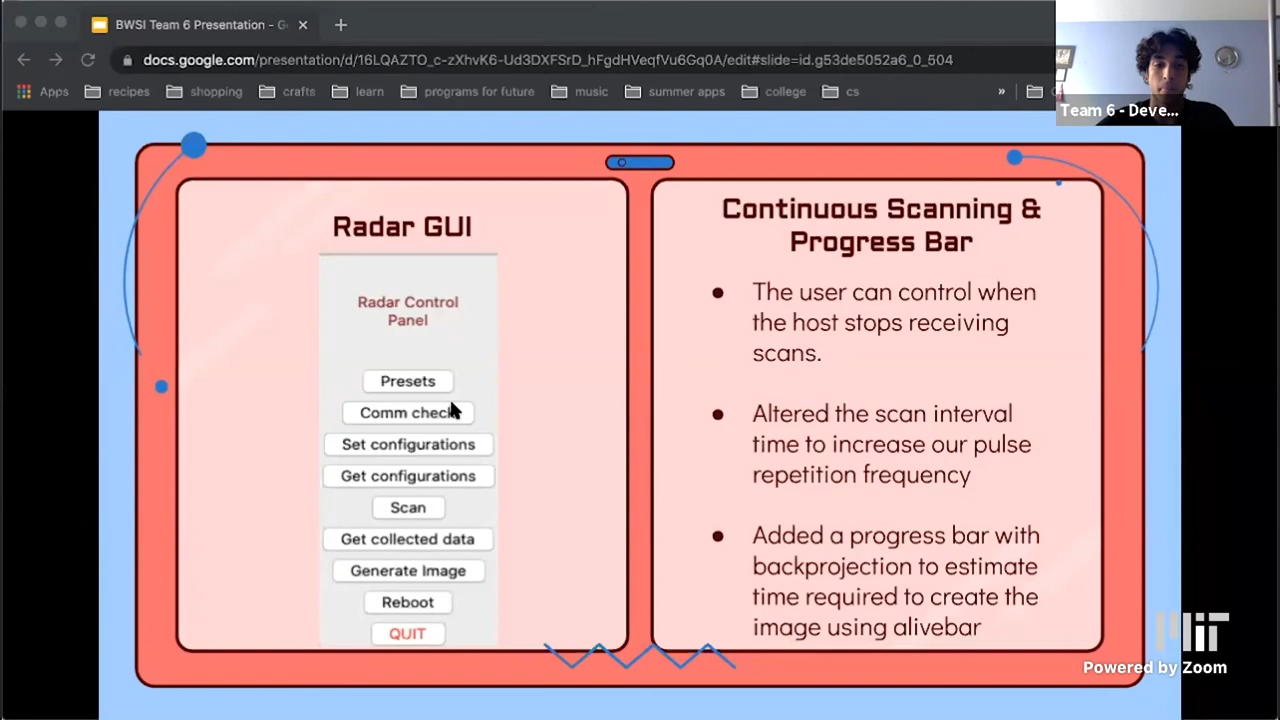 BWSI Team 6 Presentation - G
docs.google.com/presentation/d/16LQAZTO_c-zXhvK6-Ud3DXFSrD_hFgdHVeqfVu6Gq0A/edit#slide=id.g53de5052a6_0_504
Apps recipes shopping crafts learn programs for future music summer apps college cs »
Team 6 - Deve...
Radar GUI
Radar Control
Panel
Presets
Comm check
Set configurations
Get configurations
Scan
Get collected data
Generate Image
Reboot
QUIT
Continuous Scanning &
Progress Bar
● The user can control when
the host stops receiving
scans.
● Altered the scan interval
time to increase our pulse
repetition frequency
● Added a progress bar with
backprojection to estimate
time required to create the
image using alivebar
MIT
Powered by Zoom